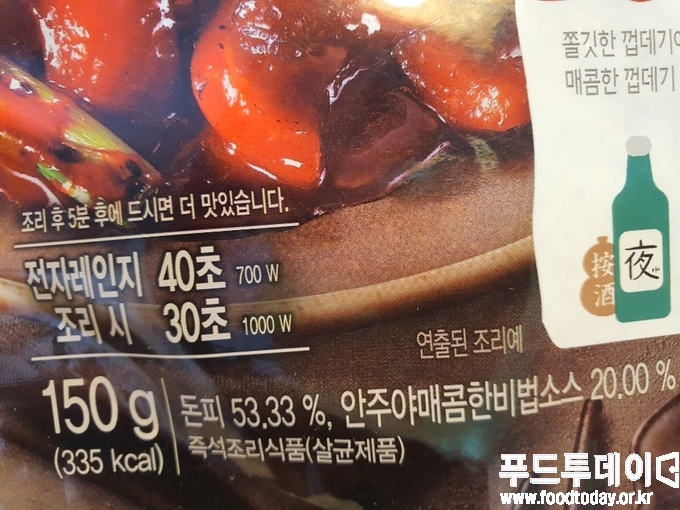 쫄깃한 껍데기
매콤한 껍데기
조리 후 5분 후에 드시면 더 맛있습니다.
전자레인지 40초 700 W
조리 시 30초 1000 W
按酒
夜
연출된 조리예
150 g
(335 kcal)
돈피 53.33 %, 안주야매콤한비법소스 20.00 %
즉석조리식품(살균제품)
푸드투데이
www.foodtoday.or.kr